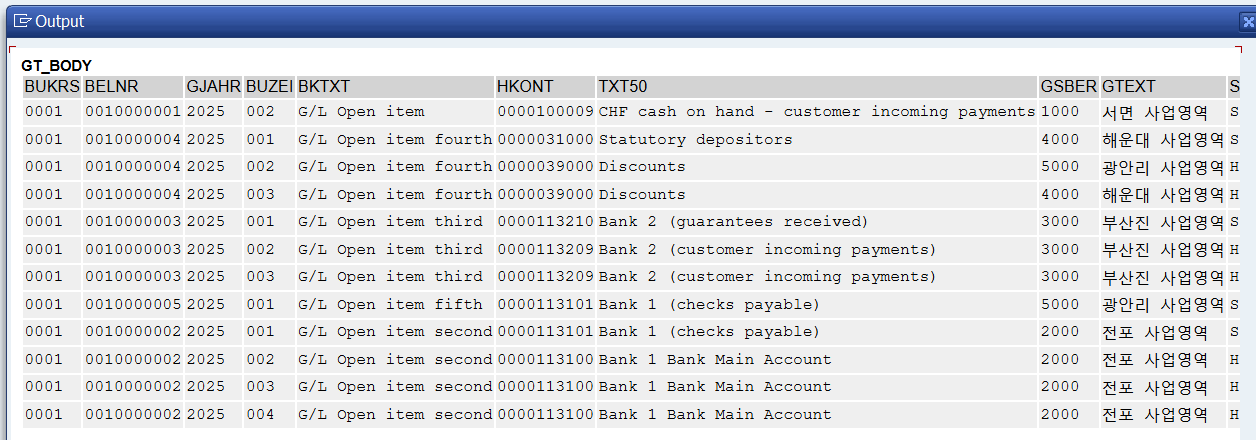 Output
GT_BODY
BUKRS BELNR GJAHR BUZEI BKTXT HKONT TXT50 GSBER GTEXT S
0001 0010000001 2025 002 G/L Open item 0000100009 CHF cash on hand - customer incoming payments 1000 서면 사업영역 S
0001 0010000004 2025 001 G/L Open item fourth 0000031000 Statutory depositors 4000 해운대 사업영역 S
0001 0010000004 2025 002 G/L Open item fourth 0000039000 Discounts 5000 광안리 사업영역 H
0001 0010000004 2025 003 G/L Open item fourth 0000039000 Discounts 4000 해운대 사업영역 H
0001 0010000003 2025 001 G/L Open item third 0000113210 Bank 2 (guarantees received) 3000 부산진 사업영역 S
0001 0010000003 2025 002 G/L Open item third 0000113209 Bank 2 (customer incoming payments) 3000 부산진 사업영역 H
0001 0010000003 2025 003 G/L Open item third 0000113209 Bank 2 (customer incoming payments) 3000 부산진 사업영역 H
0001 0010000005 2025 001 G/L Open item fifth 0000113101 Bank 1 (checks payable) 5000 광안리 사업영역 S
0001 0010000002 2025 001 G/L Open item second 0000113101 Bank 1 (checks payable) 2000 전포 사업영역 S
0001 0010000002 2025 002 G/L Open item second 0000113100 Bank 1 Bank Main Account 2000 전포 사업영역 H
0001 0010000002 2025 003 G/L Open item second 0000113100 Bank 1 Bank Main Account 2000 전포 사업영역 H
0001 0010000002 2025 004 G/L Open item second 0000113100 Bank 1 Bank Main Account 2000 전포 사업영역 H